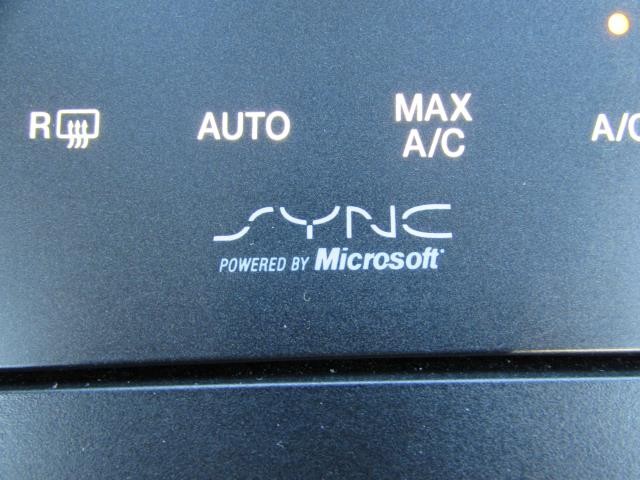 R AUTO MAX A/C A/C
SYNC
POWERED BY Microsoft